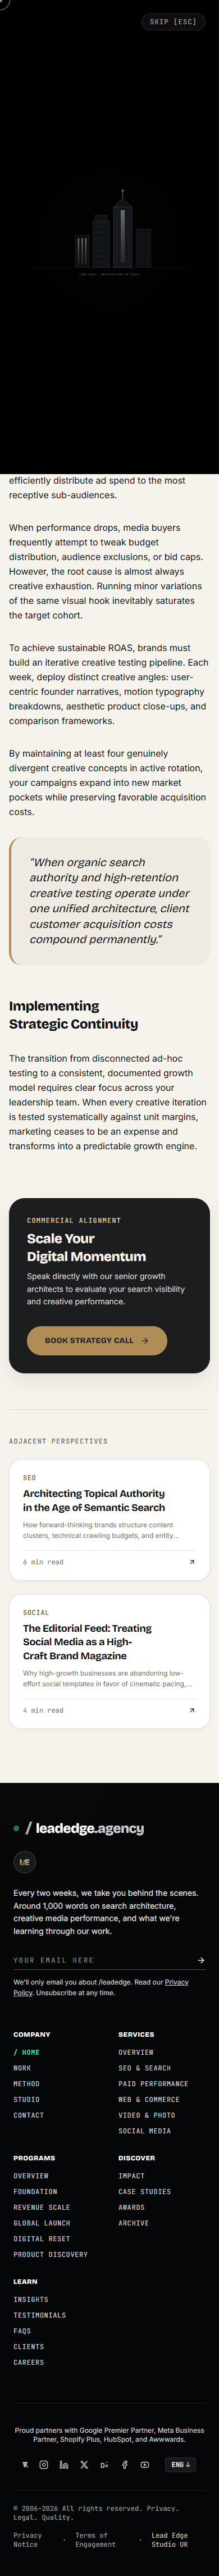 SKIP [ESC]
efficiently distribute ad spend to the most
receptive sub-audiences.
When performance drops, media buyers
frequently attempt to tweak budget
distribution, audience exclusions, or bid caps.
However, the root cause is almost always
creative exhaustion. Running minor variations
of the same visual hook inevitably saturates
the target cohort.
To achieve sustainable ROAS, brands must
build an iterative creative testing pipeline. Each
week, deploy distinct creative angles: user-
centric founder narratives, motion typography
breakdowns, aesthetic product close-ups, and
comparison frameworks.
By maintaining at least four genuinely
divergent creative concepts in active rotation,
your campaigns expand into new market
pockets while preserving favorable acquisition
costs.
"When organic search
authority and high-retention
creative testing operate under
one unified architecture, client
customer acquisition costs
compound permanently."
Implementing
Strategic Continuity
The transition from disconnected ad-hoc
testing to a consistent, documented growth
model requires clear focus across your
leadership team. When every creative iteration
is tested systematically against unit margins,
marketing ceases to be an expense and
transforms into a predictable growth engine.
COMMERCIAL ALIGNMENT
Scale Your
Digital Momentum
Speak directly with our senior growth
architects to evaluate your search visibility
and creative performance.
BOOK STRATEGY CALL →
ADJACENT PERSPECTIVES
SEO
Architecting Topical Authority
in the Age of Semantic Search
How forward-thinking brands structure content
clusters, technical crawling budgets, and entity...
6 min read
SOCIAL
The Editorial Feed: Treating
Social Media as a High-
Craft Brand Magazine
Why high-growth businesses are abandoning low-
effort social templates in favor of cinematic pacing,...
4 min read
/ leadedge.agency
LE
Every two weeks, we take you behind the scenes.
Around 1,000 words on search architecture,
creative media performance, and what we're
learning through our work.
YOUR EMAIL HERE →
We'll only email you about /leadedge. Read our Privacy
Policy. Unsubscribe at any time.
COMPANY
/ HOME
WORK
METHOD
STUDIO
CONTACT
SERVICES
OVERVIEW
SEO & SEARCH
PAID PERFORMANCE
WEB & COMMERCE
VIDEO & PHOTO
SOCIAL MEDIA
PROGRAMS
OVERVIEW
FOUNDATION
REVENUE SCALE
GLOBAL LAUNCH
DIGITAL RESET
PRODUCT DISCOVERY
DISCOVER
IMPACT
CASE STUDIES
AWARDS
ARCHIVE
LEARN
INSIGHTS
TESTIMONIALS
FAQS
CLIENTS
CAREERS
Proud partners with Google Premier Partner, Meta Business
Partner, Shopify Plus, HubSpot, and Awwwards.
ENG ↓
© 2006–2026 All rights reserved. Privacy.
Legal. Quality.
Privacy Notice · Terms of Engagement · Lead Edge Studio UK